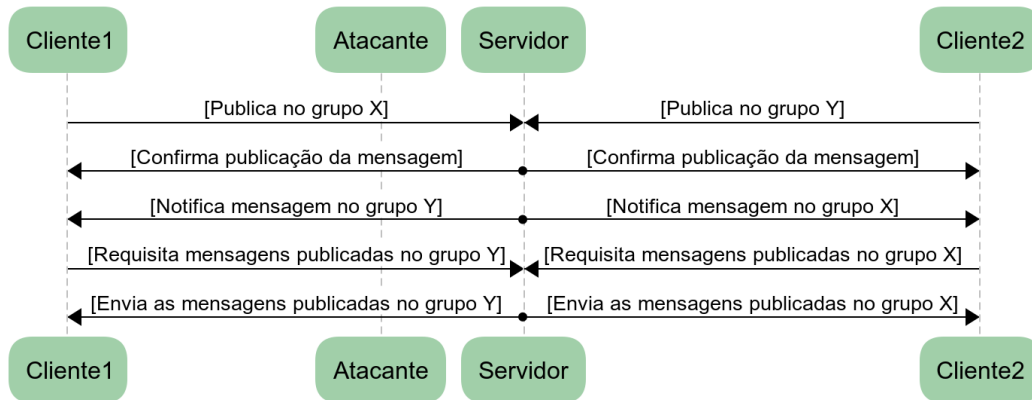 Cliente1 Atacante Servidor Cliente2
[Publica no grupo X] [Publica no grupo Y]
[Confirma publicação da mensagem] [Confirma publicação da mensagem]
[Notifica mensagem no grupo Y] [Notifica mensagem no grupo X]
[Requisita mensagens publicadas no grupo Y] [Requisita mensagens publicadas no grupo X]
[Envia as mensagens publicadas no grupo Y] [Envia as mensagens publicadas no grupo X]
Cliente1 Atacante Servidor Cliente2